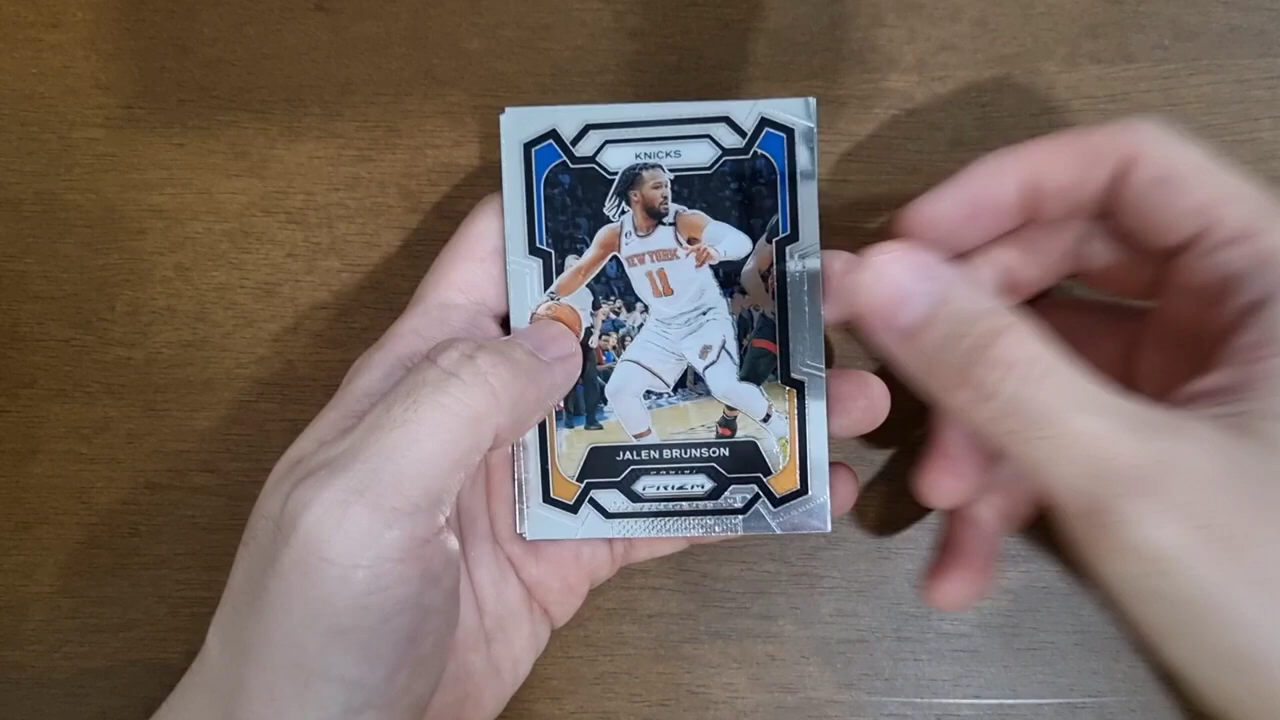 KNICKS
NEW YORK
11
JALEN BRUNSON
PANINI
PRIZM